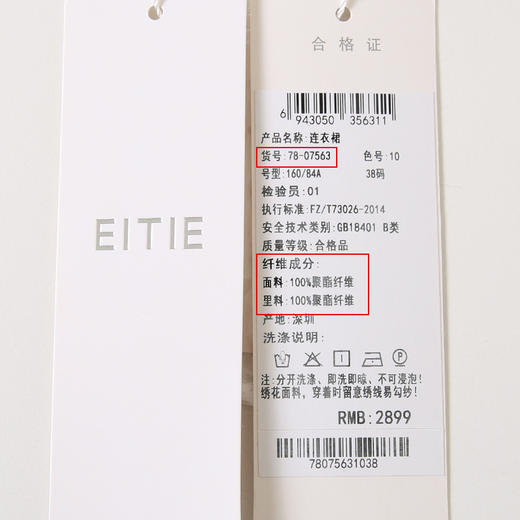 EITIE
合格证
6 943050 356311
产品名称:连衣裙
货号:78-07563 色号:10
号型:160/84A 38码
检验员:01
执行标准:FZ/T73026-2014
安全技术类别:GB18401 B类
质量等级:合格品
纤维成分:
面料:100%聚酯纤维
里料:100%聚酯纤维
产地:深圳
洗涤说明:
注:分开洗涤、即洗即晾、不可浸泡!
绣花面料,穿着时留意绣线易勾纱!
RMB:2899
78075631038